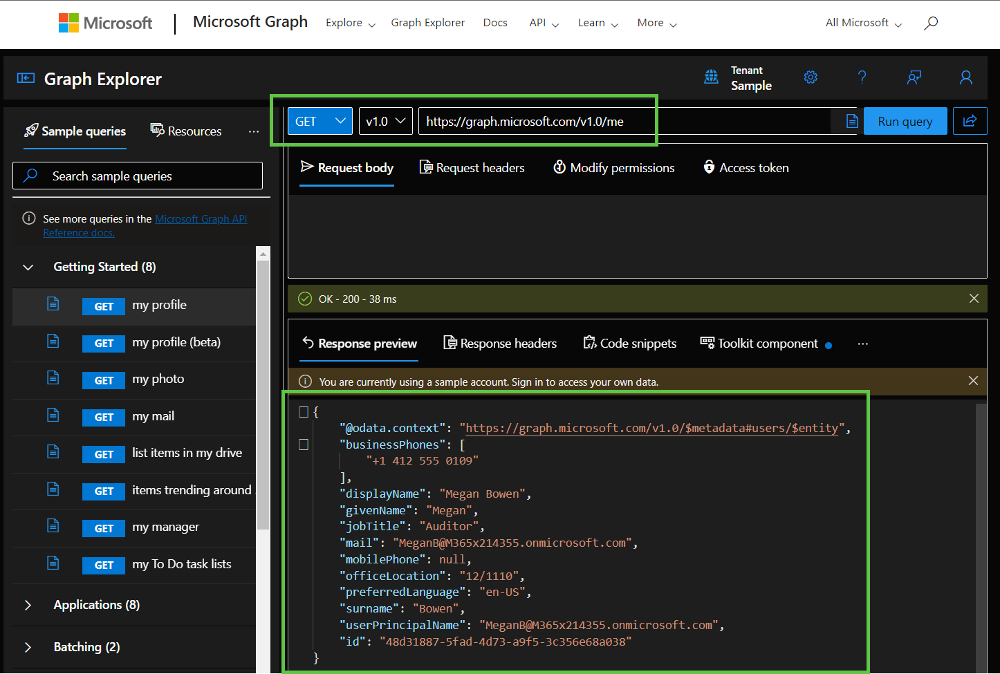 Microsoft
Microsoft Graph
Explore
Graph Explorer
Docs
API
Learn
More
All Microsoft
Graph Explorer
Tenant
Sample
Sample queries
Resources
...
GET
v1.0
https://graph.microsoft.com/v1.0/me
Run query
Search sample queries
Request body
Request headers
Modify permissions
Access token
See more queries in the Microsoft Graph API
Reference docs.
Getting Started (8)
GET my profile
GET my profile (beta)
GET my photo
GET my mail
GET list items in my drive
GET items trending around
GET my manager
GET my To Do task lists
Applications (8)
Batching (2)
OK - 200 - 38 ms
Response preview
Response headers
Code snippets
Toolkit component
...
You are currently using a sample account. Sign in to access your own data.
{
"@odata.context": "https://graph.microsoft.com/v1.0/$metadata#users/$entity",
"businessPhones": [
"+1 412 555 0109"
],
"displayName": "Megan Bowen",
"givenName": "Megan",
"jobTitle": "Auditor",
"mail": "MeganB@M365x214355.onmicrosoft.com",
"mobilePhone": null,
"officeLocation": "12/1110",
"preferredLanguage": "en-US",
"surname": "Bowen",
"userPrincipalName": "MeganB@M365x214355.onmicrosoft.com",
"id": "48d31887-5fad-4d73-a9f5-3c356e68a038"
}